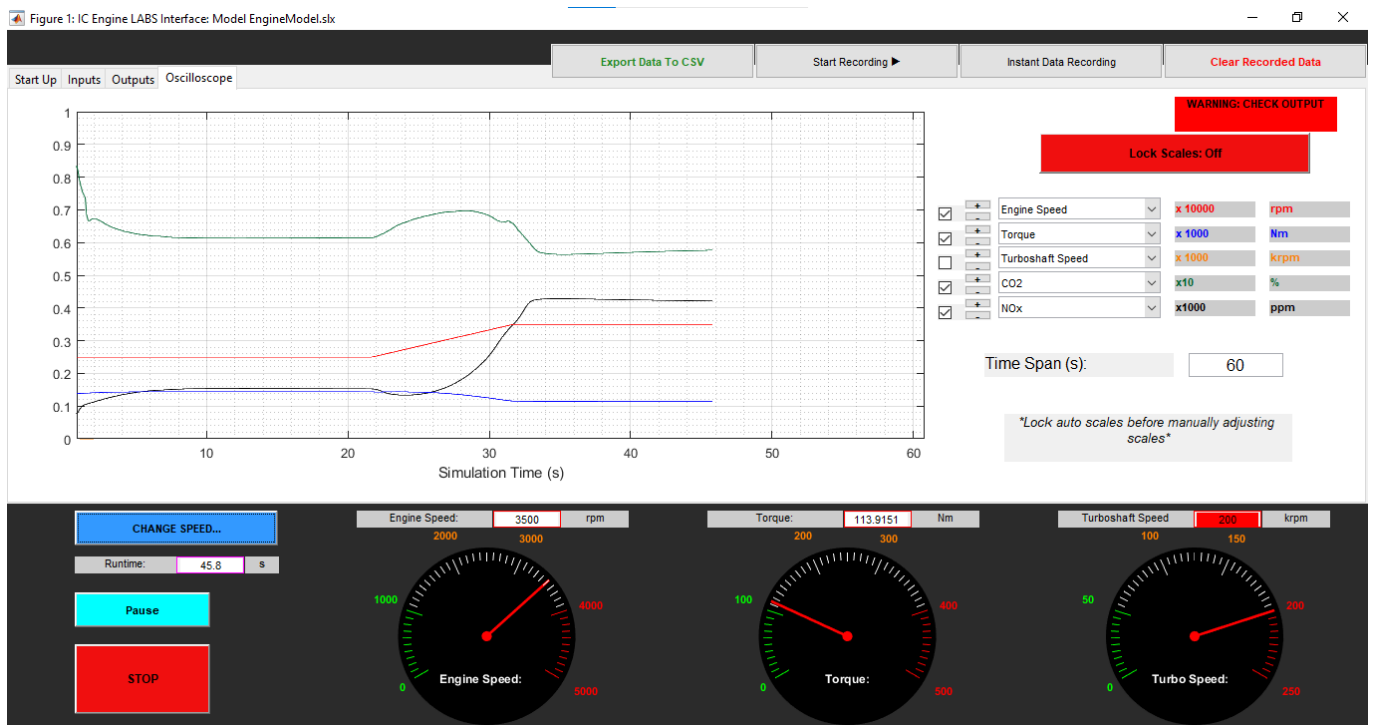 Figure 1: IC Engine LABS Interface: Model EngineModel.slx
Export Data To CSV
Start Recording ▶
Instant Data Recording
Clear Recorded Data
Start Up
Inputs
Outputs
Oscilloscope
WARNING: CHECK OUTPUT
Lock Scales: Off
1
0.9
0.8
0.7
0.6
0.5
0.4
0.3
0.2
0.1
0
10
20
30
40
50
60
Simulation Time (s)
+
-
Engine Speed
x 10000
rpm
+
-
Torque
x 1000
Nm
+
-
Turboshaft Speed
x 1000
krpm
+
-
CO2
x10
%
+
-
NOx
x1000
ppm
Time Span (s):
60
*Lock auto scales before manually adjusting
scales*
CHANGE SPEED...
Runtime:
45.8
s
Pause
STOP
Engine Speed:
3500
rpm
0
1000
2000
3000
4000
5000
Engine Speed:
Torque:
113.9151
Nm
0
100
200
300
400
500
Torque:
Turboshaft Speed
200
krpm
0
50
100
150
200
250
Turbo Speed: